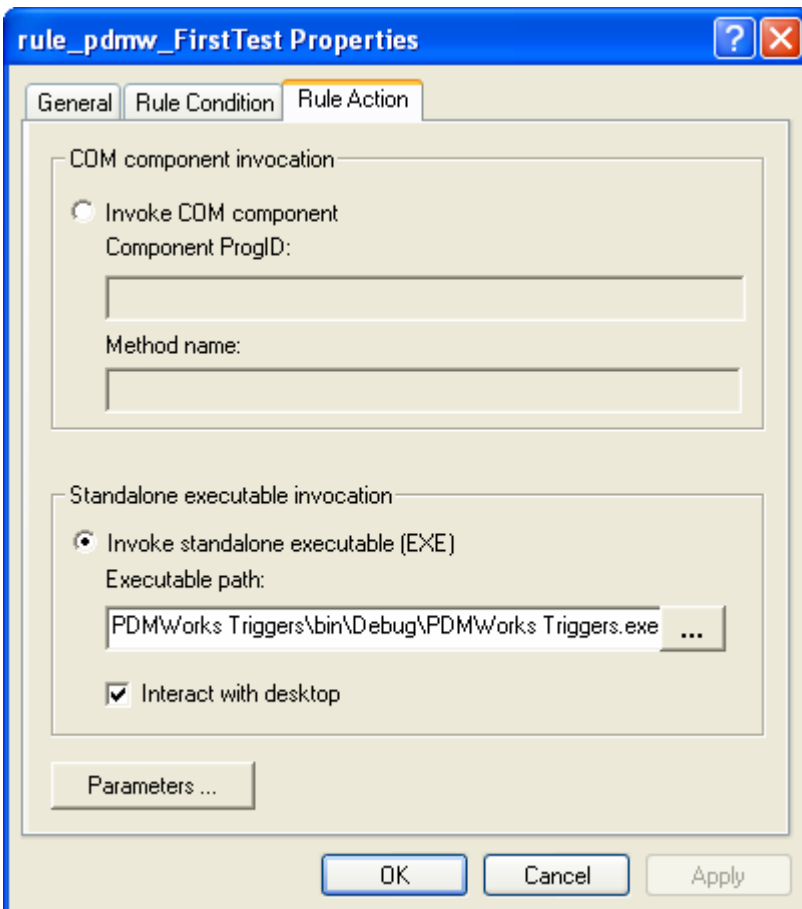 rule_pdmw_FirstTest Properties
General Rule Condition Rule Action
COM component invocation
Invoke COM component
Component ProgID:
Method name:
Standalone executable invocation
Invoke standalone executable (EXE)
Executable path:
PDMWorks Triggers\bin\Debug\PDMWorks Triggers.exe ...
Interact with desktop
Parameters ...
OK Cancel Apply